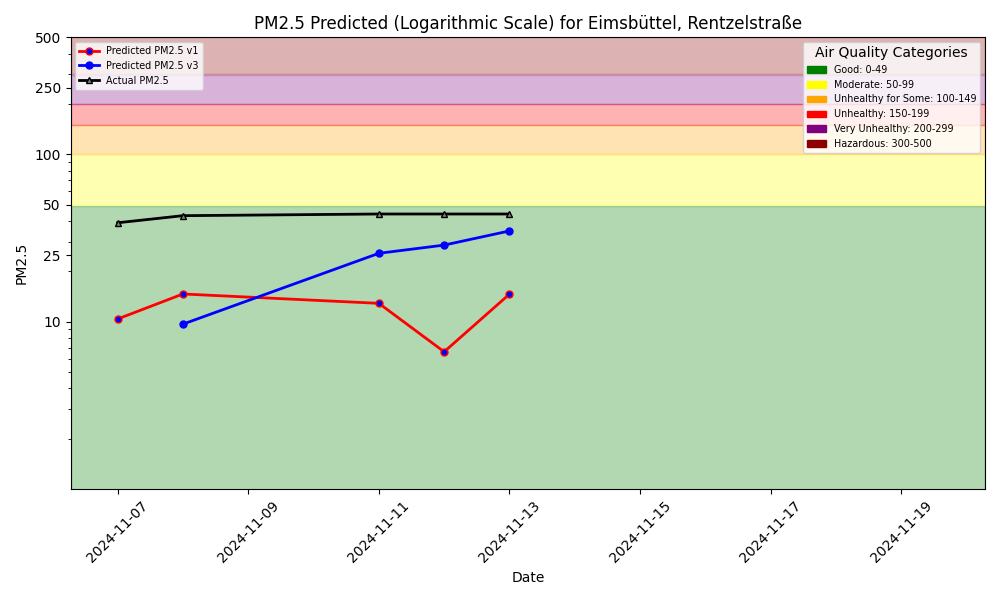 PM2.5 Predicted (Logarithmic Scale) for Eimsbüttel, Rentzelstraße
Predicted PM2.5 v1
Predicted PM2.5 v3
Actual PM2.5
Air Quality Categories
Good: 0-49
Moderate: 50-99
Unhealthy for Some: 100-149
Unhealthy: 150-199
Very Unhealthy: 200-299
Hazardous: 300-500
500
250
100
50
25
10
PM2.5
2024-11-07
2024-11-09
2024-11-11
2024-11-13
2024-11-15
2024-11-17
2024-11-19
Date